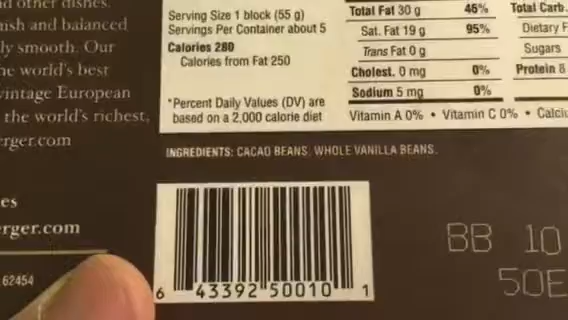 nd other dishes.
nish and balanced
ly smooth. Our
he world's best
vintage European
the world's richest,
erger.com
es
erger.com
62454
Serving Size 1 block (55 g)
Servings Per Container about 5
Calories 280
Calories from Fat 250
*Percent Daily Values (DV) are
based on a 2,000 calorie diet
Total Fat 30 g 46% Total Carb.
Sat. Fat 19 g 95% Dietary F
Trans Fat 0 g Sugars
Cholest. 0 mg 0% Protein 8
Sodium 5 mg 0%
Vitamin A 0% • Vitamin C 0% • Calciu
INGREDIENTS: CACAO BEANS, WHOLE VANILLA BEANS.
6 43392 50010 1
BB 10
50E